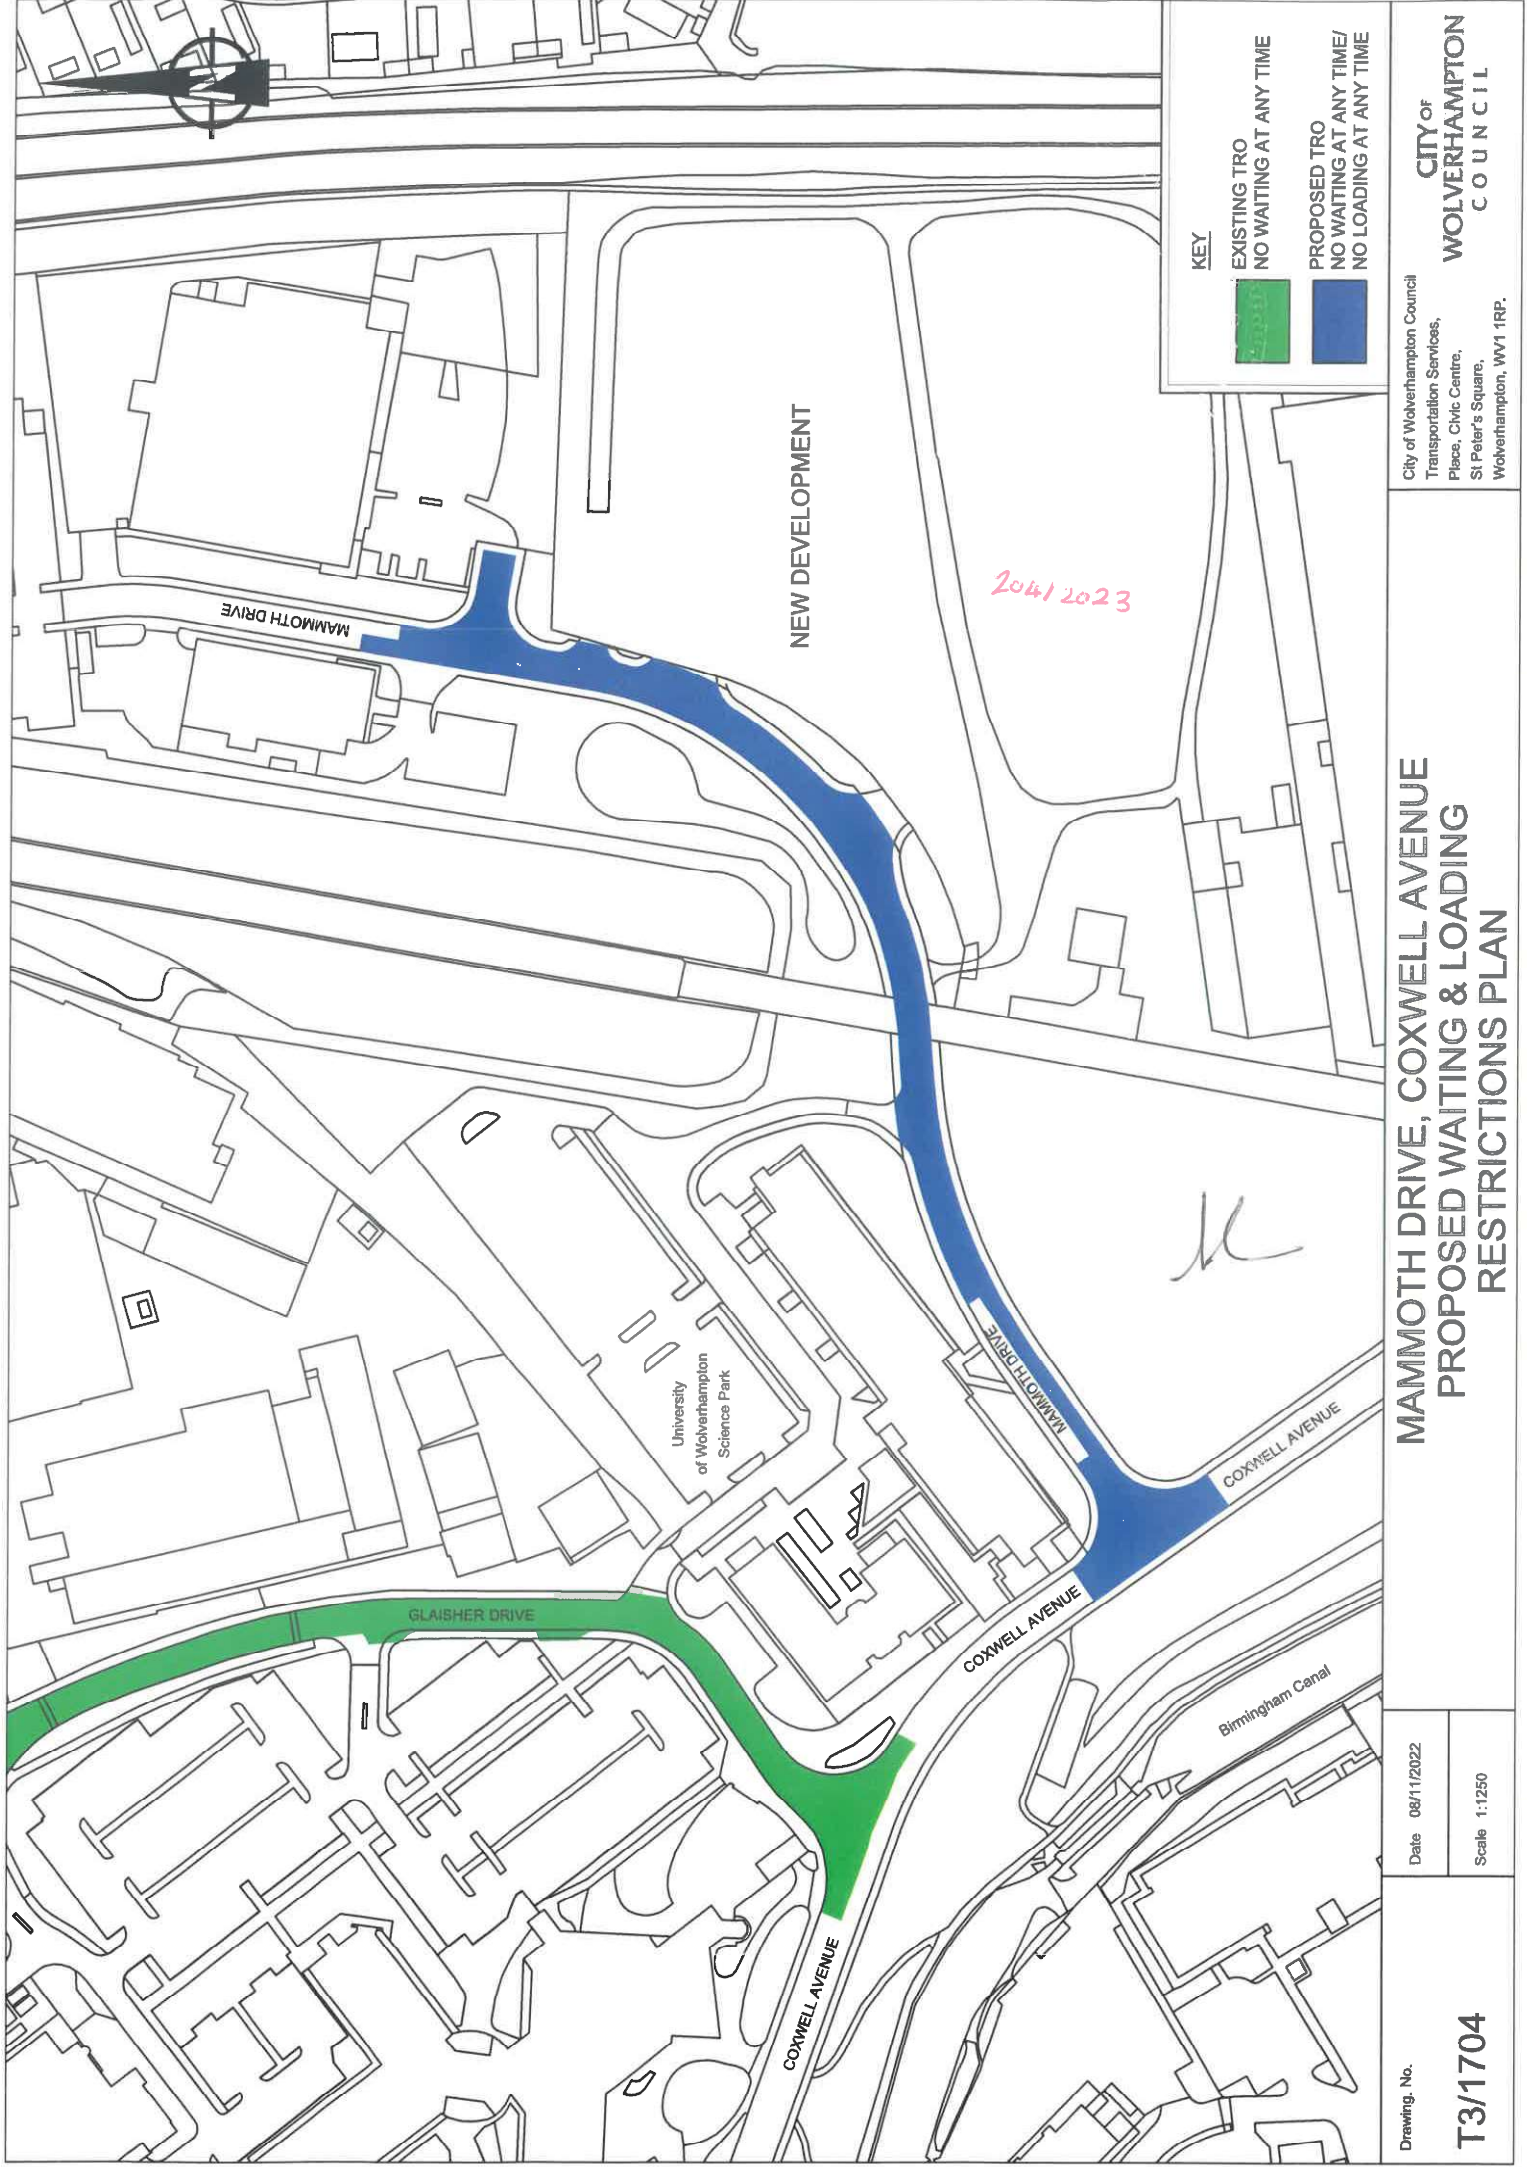 KEY
EXISTING TRO
NO WAITING AT ANY TIME
PROPOSED TRO
NO WAITING AT ANY TIME/
NO LOADING AT ANY TIME
MAMMOTH DRIVE
NEW DEVELOPMENT
204/2023
University
of Wolverhampton
Science Park
MAMMOTH DRIVE
GLAISHER DRIVE
COXWELL AVENUE
COXWELL AVENUE
COXWELL AVENUE
Birmingham Canal
Drawing. No.
T3/1704
Date 08/11/2022
Scale 1:1250
MAMMOTH DRIVE, COXWELL AVENUE
PROPOSED WAITING & LOADING
RESTRICTIONS PLAN
City of Wolverhampton Council
Transportation Services,
Place, Civic Centre,
St Peter's Square,
Wolverhampton, WV1 1RP.
CITY OF
WOLVERHAMPTON
COUNCIL